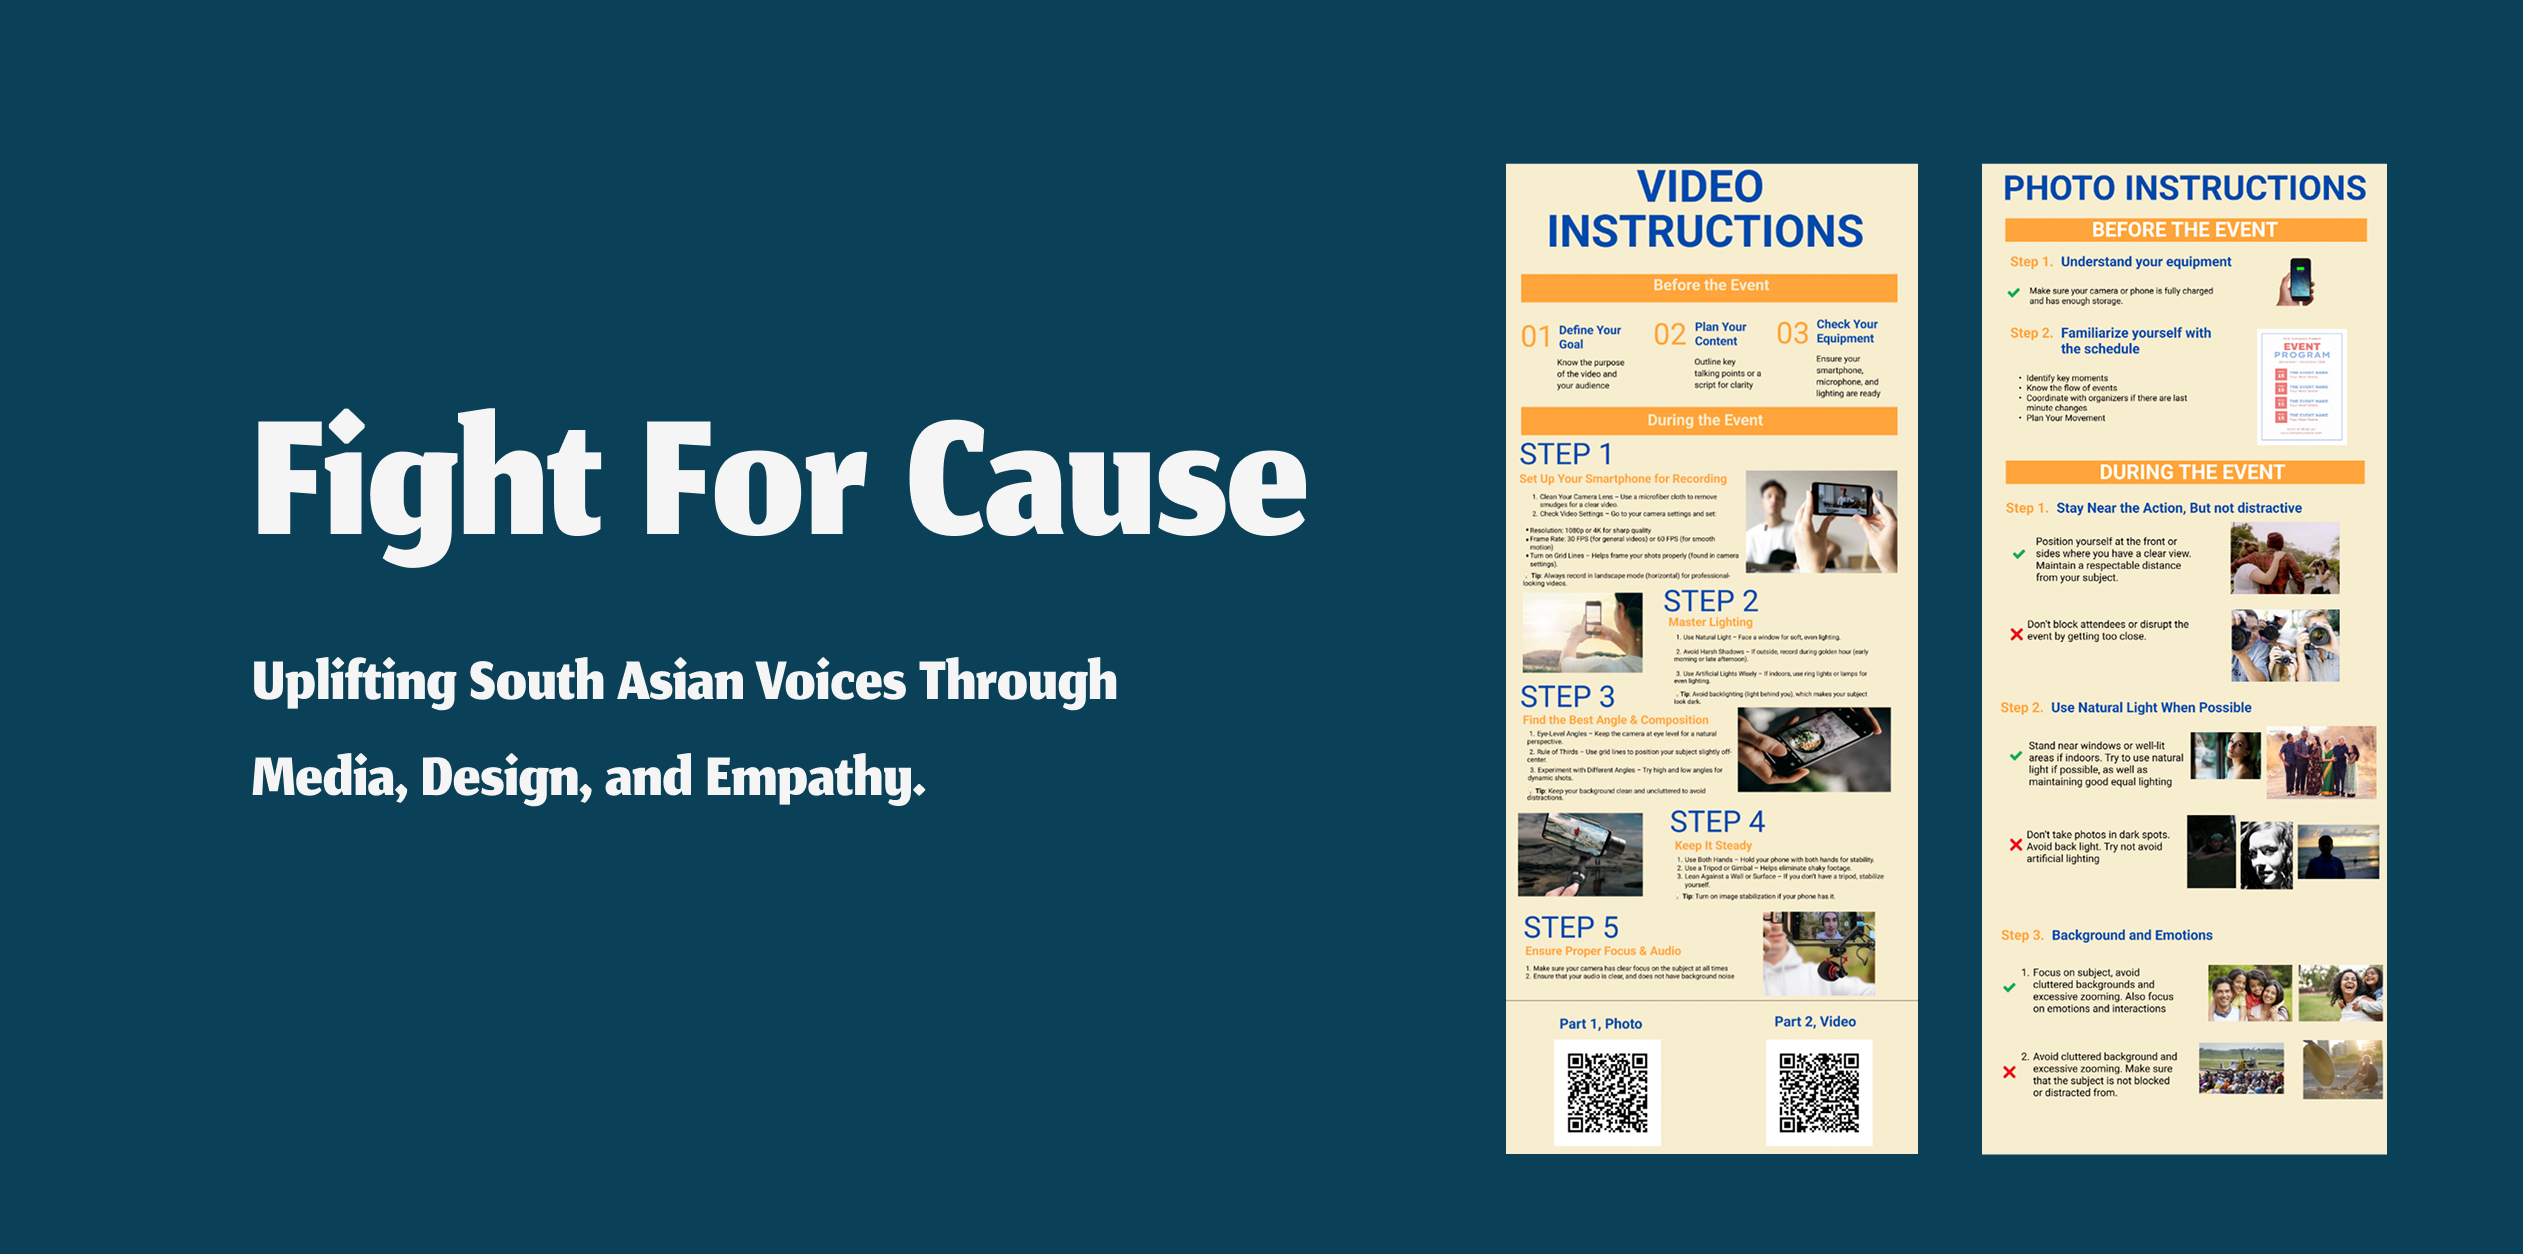 Fight For Cause
Uplifting South Asian Voices Through
Media, Design, and Empathy.
VIDEO
INSTRUCTIONS
Before the Event
01 Define Your
Goal
Know the purpose
of the video and
your audience
02 Plan Your
Content
Outline key
talking points or a
script for clarity
03 Check Your
Equipment
Ensure your
smartphone,
microphone, and
lighting are ready
During the Event
STEP 1
Set Up Your Smartphone for Recording
1. Clean Your Camera Lens – Use a microfiber cloth to remove
smudges for a clear video.
2. Check Video Settings – Go to your camera settings and set:
• Resolution: 1080p or 4K for sharp quality
• Frame Rate: 30 FPS (for general videos) or 60 FPS (for smooth
motion)
• Turn on Grid Lines – Helps frame your shots properly (found in camera
settings).
Tip: Always record in landscape mode (horizontal) for professional-
looking videos.
STEP 2
Master Lighting
1. Use Natural Light – Face a window for soft, even lighting.
2. Avoid Harsh Shadows – If outside, record during golden hour (early
morning or late afternoon).
3. Use Artificial Lights Wisely – If indoors, use ring lights or lamps for
even lighting.
Tip: Avoid backlighting (light behind you), which makes your subject
look dark.
STEP 3
Find the Best Angle & Composition
1. Eye-Level Angles – Keep the camera at eye level for a natural
perspective.
2. Rule of Thirds – Use grid lines to position your subject slightly off-
center.
3. Experiment with Different Angles – Try high and low angles for
dynamic shots.
Tip: Keep your background clean and uncluttered to avoid
distractions.
STEP 4
Keep It Steady
1. Use Both Hands – Hold your phone with both hands for stability.
2. Use a Tripod or Gimbal – Helps eliminate shaky footage.
3. Lean Against a Wall or Surface – If you don't have a tripod, stabilize
yourself.
Tip: Turn on image stabilization if your phone has it.
STEP 5
Ensure Proper Focus & Audio
1. Make sure your camera has clear focus on the subject at all times
2. Ensure that your audio is clear, and does not have background noise
Part 1, Photo
Part 2, Video
PHOTO INSTRUCTIONS
BEFORE THE EVENT
Step 1. Understand your equipment
Make sure your camera or phone is fully charged
and has enough storage.
Step 2. Familiarize yourself with
the schedule
• Identify key moments
• Know the flow of events
• Coordinate with organizers if there are last
minute changes
• Plan Your Movement
EVENT
PROGRAM
THE EVENT NAME
THE EVENT NAME
THE EVENT NAME
THE EVENT NAME
DURING THE EVENT
Step 1. Stay Near the Action, But not distractive
Position yourself at the front or
sides where you have a clear view.
Maintain a respectable distance
from your subject.
Don't block attendees or disrupt the
event by getting too close.
Step 2. Use Natural Light When Possible
Stand near windows or well-lit
areas if indoors. Try to use natural
light if possible, as well as
maintaining good equal lighting
Don't take photos in dark spots.
Avoid back light. Try not avoid
artificial lighting
Step 3. Background and Emotions
1. Focus on subject, avoid
cluttered backgrounds and
excessive zooming. Also focus
on emotions and interactions
2. Avoid cluttered background and
excessive zooming. Make sure
that the subject is not blocked
or distracted from.